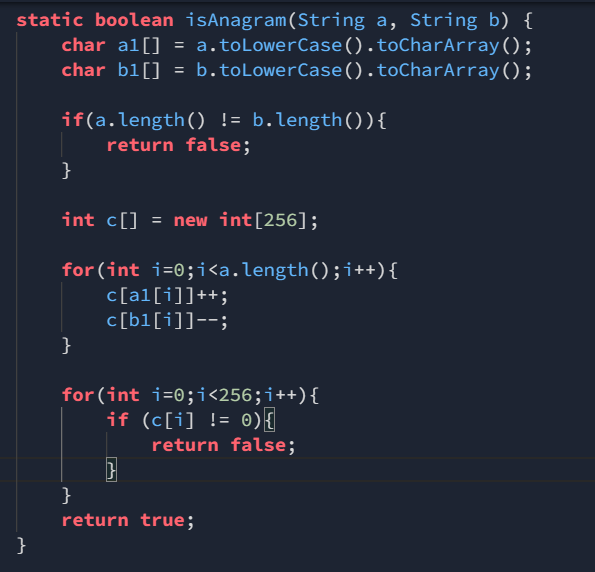 static boolean isAnagram(String a, String b) {
    char a1[] = a.toLowerCase().toCharArray();
    char b1[] = b.toLowerCase().toCharArray();

    if(a.length() != b.length()){
        return false;
    }

    int c[] = new int[256];

    for(int i=0;i<a.length();i++){
        c[a1[i]]++;
        c[b1[i]]--;
    }

    for(int i=0;i<256;i++){
        if (c[i] != 0){
            return false;
        }
    }
    return true;
}